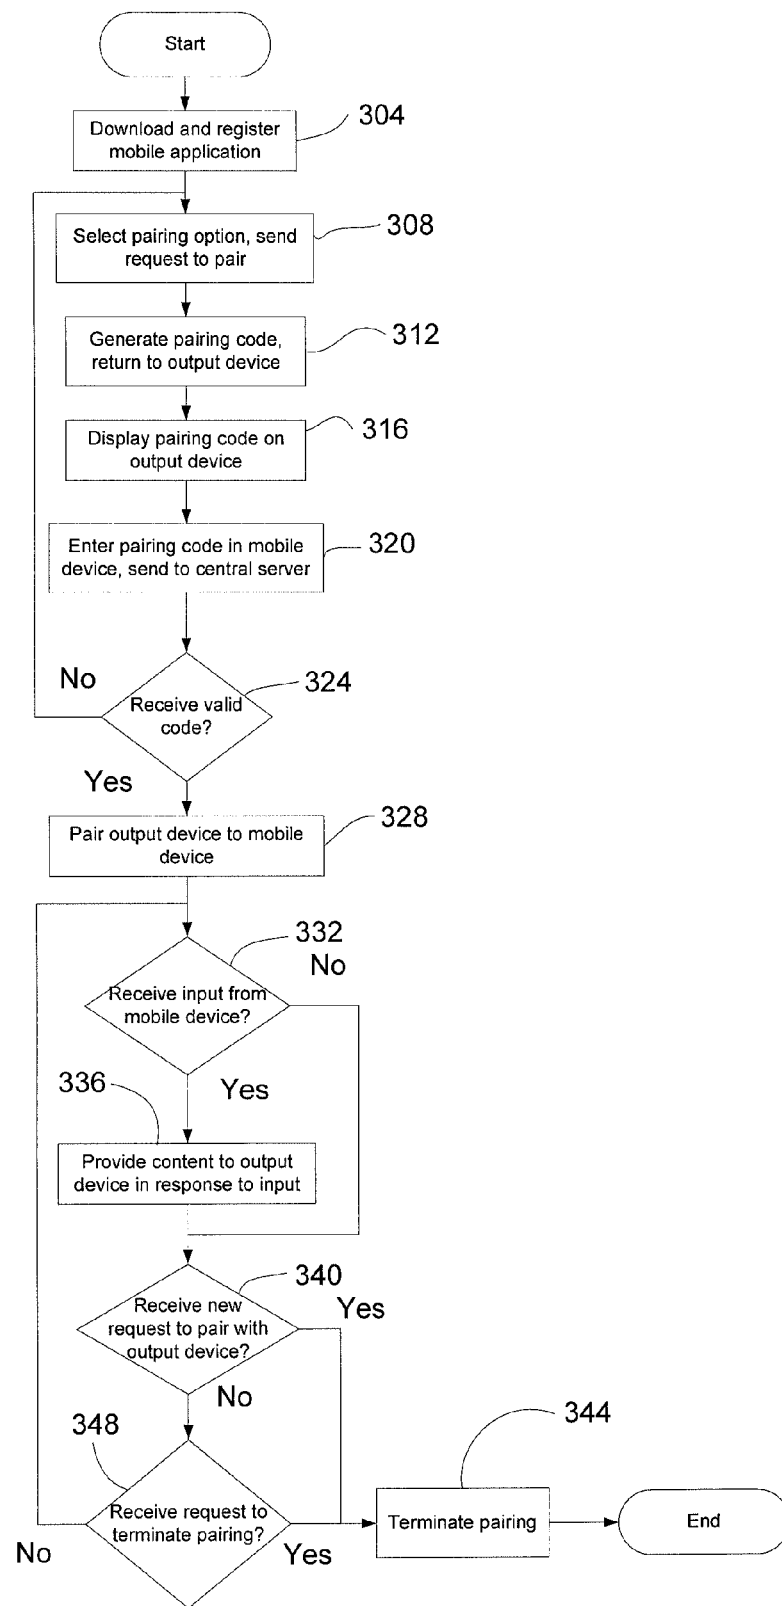 Start
Download and register
mobile application
304
Select pairing option, send
request to pair
308
Generate pairing code,
return to output device
312
Display pairing code on
output device
316
Enter pairing code in mobile
device, send to central server
320
No
Receive valid
code?
324
Yes
Pair output device to mobile
device
328
332
No
Receive input from
mobile device?
336
Yes
Provide content to output
device in response to input
340
Yes
Receive new
request to pair with
output device?
No
348
344
Receive request to
terminate pairing?
Terminate pairing
End
No
Yes